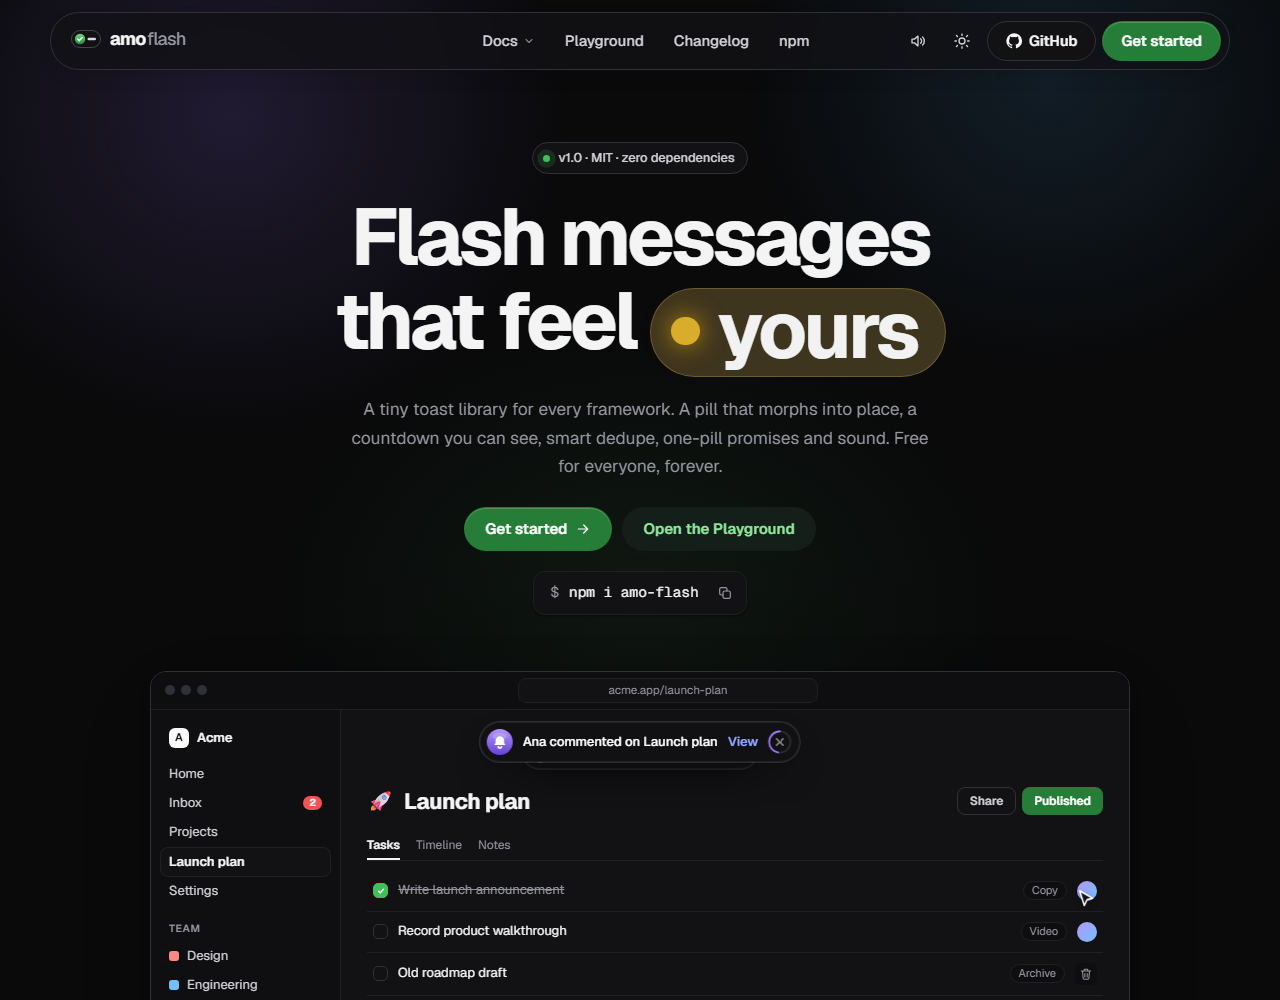 amoflash
Docs
Playground
Changelog
npm
GitHub
Get started
v1.0 · MIT · zero dependencies
Flash messages
that feel yours
A tiny toast library for every framework. A pill that morphs into place, a
countdown you can see, smart dedupe, one-pill promises and sound. Free
for everyone, forever.
Get started →
Open the Playground
$ npm i amo-flash
acme.app/launch-plan
A Acme
Ana commented on Launch plan View
Home
Inbox 2
Projects
Launch plan
Settings
TEAM
Design
Engineering
🚀 Launch plan
Share
Published
Tasks
Timeline
Notes
Write launch announcement
Copy
Record product walkthrough
Video
Old roadmap draft
Archive